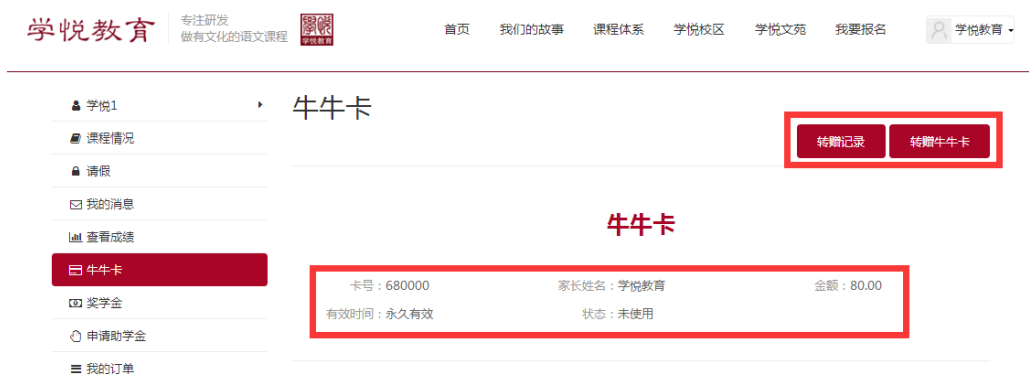 学悦教育
专注研发
做有文化的语文课程
学悦教育
首页 我们的故事 课程体系 学悦校区 学悦文苑 我要报名 学悦教育
学悦1
课程情况
请假
我的消息
查看成绩
牛牛卡
奖学金
申请助学金
我的订单
牛牛卡
转赠记录 转赠牛牛卡
牛牛卡
卡号：680000 家长姓名：学悦教育 金额：80.00
有效时间：永久有效 状态：未使用